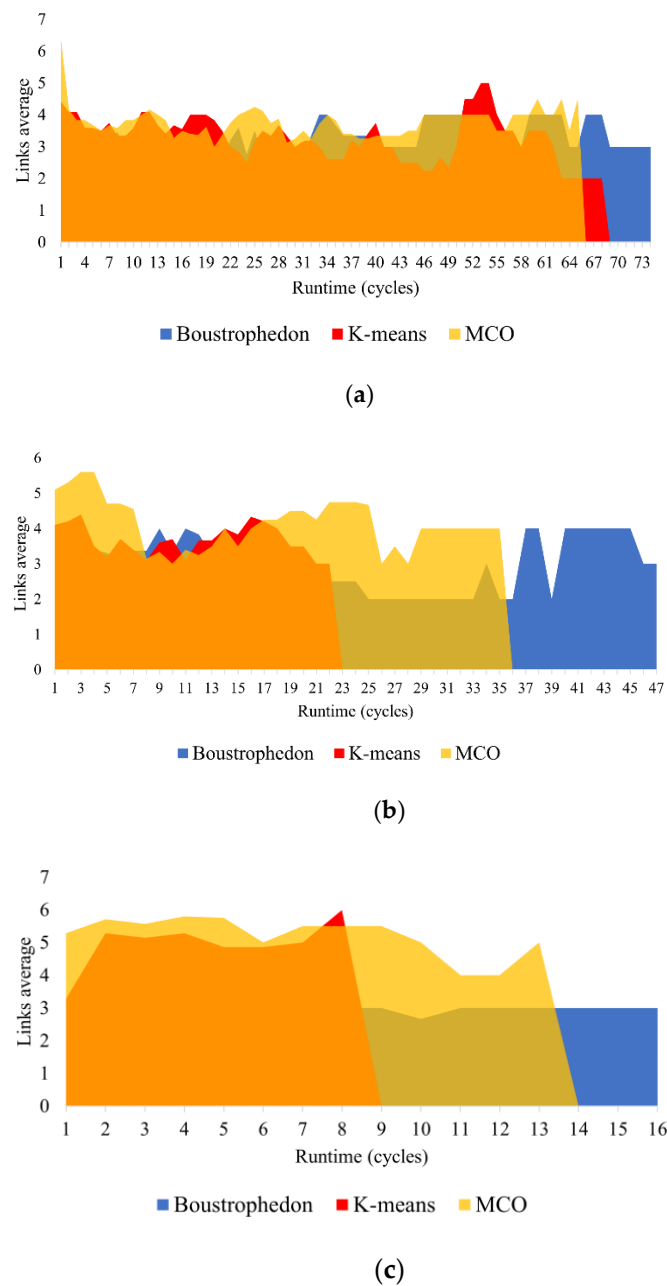 7
6
5
4
3
2
1
0
Links average
1 4 7 10 13 16 19 22 25 28 31 34 37 40 43 46 49 52 55 58 61 64 67 70 73
Runtime (cycles)
Boustrophedon K-means MCO
(a)
6
5
4
3
2
1
0
Links average
1 3 5 7 9 11 13 15 17 19 21 23 25 27 29 31 33 35 37 39 41 43 45 47
Runtime (cycles)
Boustrophedon K-means MCO
(b)
7
6
5
4
3
2
1
0
Links average
1 2 3 4 5 6 7 8 9 10 11 12 13 14 15 16
Runtime (cycles)
Boustrophedon K-means MCO
(c)